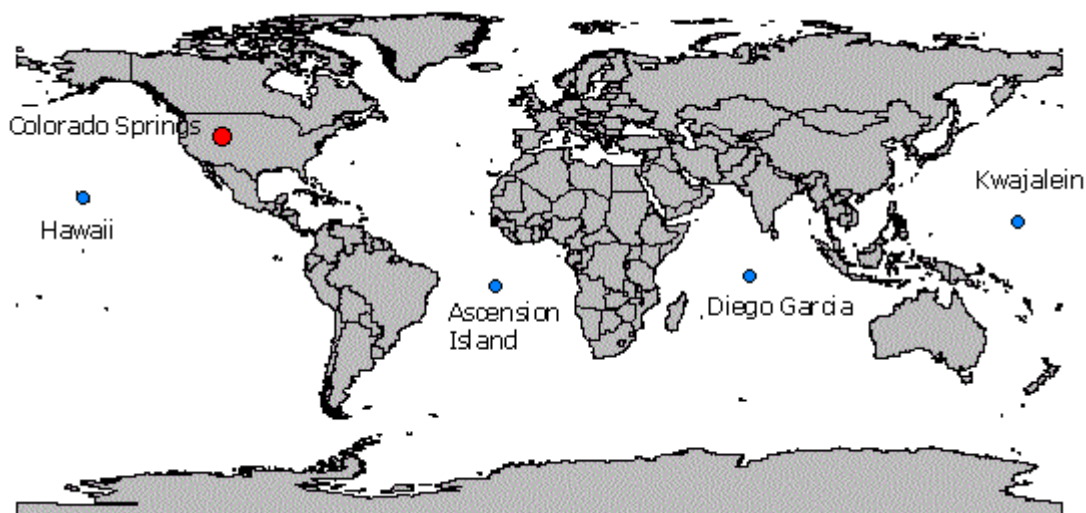 Colorado Springs
Kwajalein
Hawaii
Ascension
Island
Diego Garcia